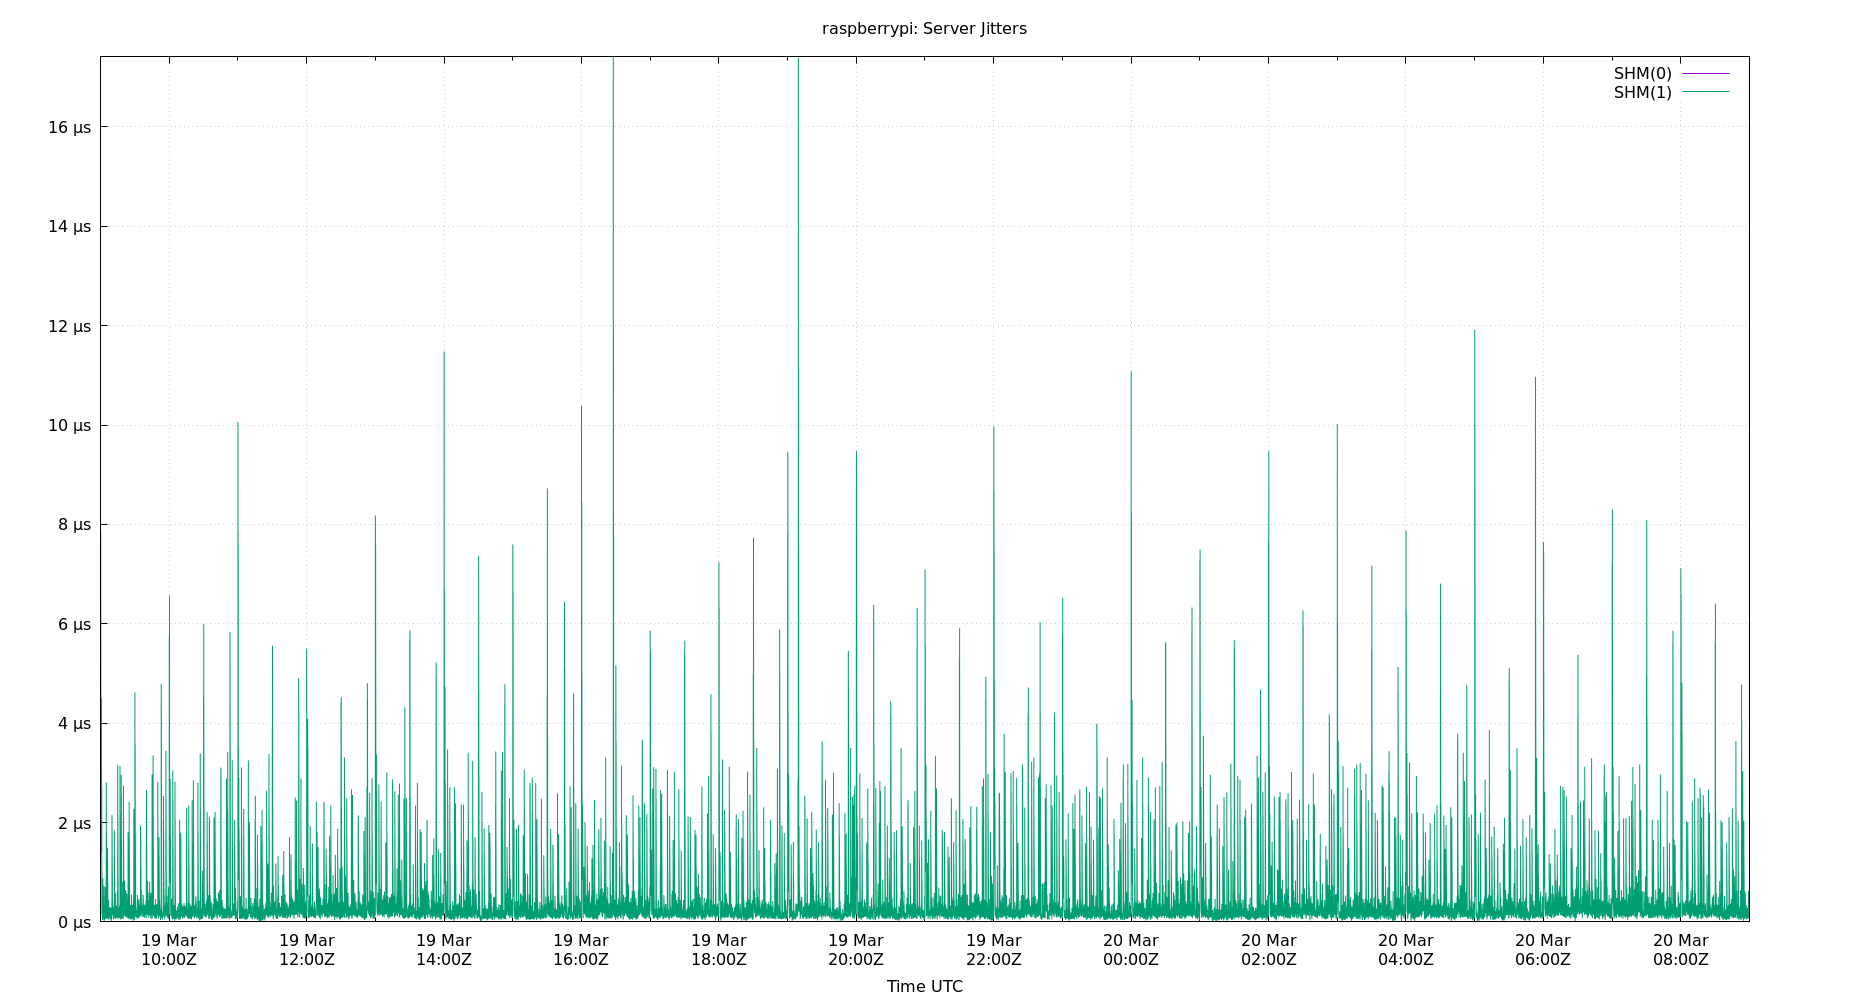 raspberrypi: Server Jitters
SHM(0)
SHM(1)
16 µs
14 µs
12 µs
10 µs
8 µs
6 µs
4 µs
2 µs
0 µs
19 Mar 19 Mar 19 Mar 19 Mar 19 Mar 19 Mar 19 Mar 20 Mar 20 Mar 20 Mar 20 Mar 20 Mar
10:00Z 12:00Z 14:00Z 16:00Z 18:00Z 20:00Z 22:00Z 00:00Z 02:00Z 04:00Z 06:00Z 08:00Z
Time UTC